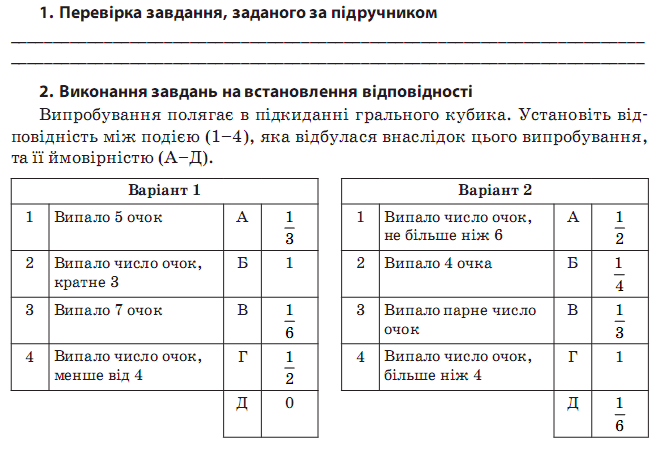 1. Перевірка завдання, заданого за підручником
2. Виконання завдань на встановлення відповідності
Випробування полягає в підкиданні грального кубика. Установіть від-
повідність між подією (1–4), яка відбулася внаслідок цього випробування,
та її ймовірністю (А–Д).
Варіант 1
1 Випало 5 очок А 1/3
2 Випало число очок,
кратне 3 Б 1
3 Випало 7 очок В 1/6
4 Випало число очок,
менше від 4 Г 1/2
Д 0
Варіант 2
1 Випало число очок,
не більше ніж 6 А 1/2
2 Випало 4 очка Б 1/4
3 Випало парне число
очок В 1/3
4 Випало число очок,
більше ніж 4 Г 1
Д 1/6